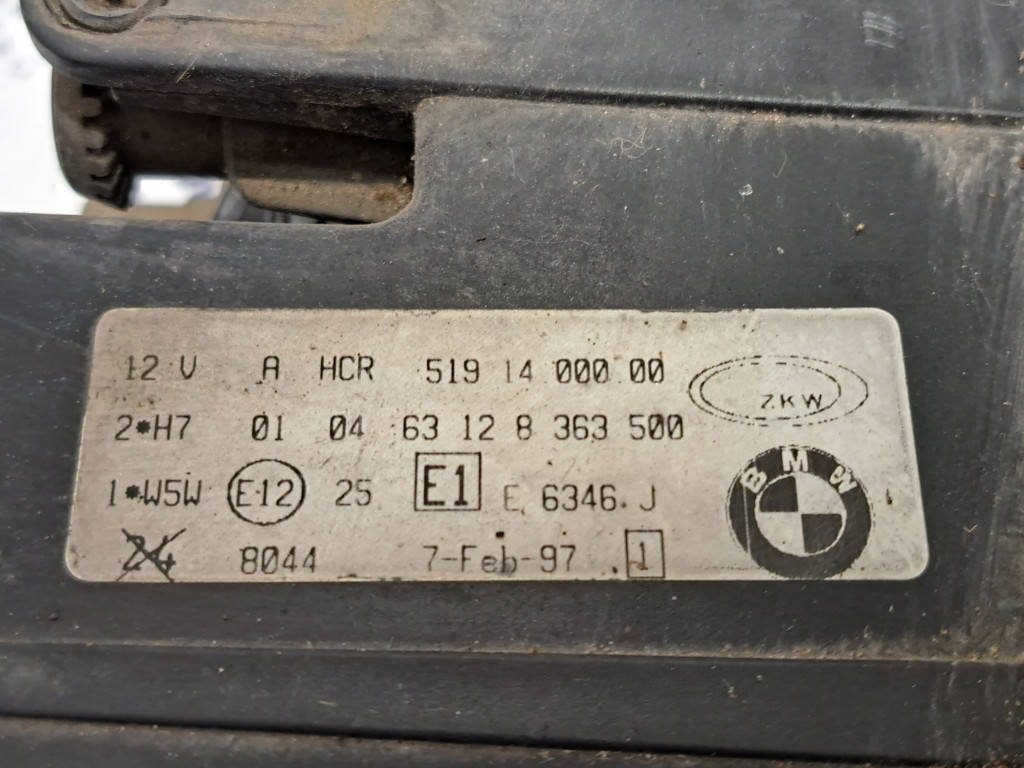 12 V A HCR 519 14 000 00
ZKW
2*H7 01 04 63 12 8 363 500
1*W5W E12 25 E1 E 6346.J
BMW
24 8044 7-Feb-97 1